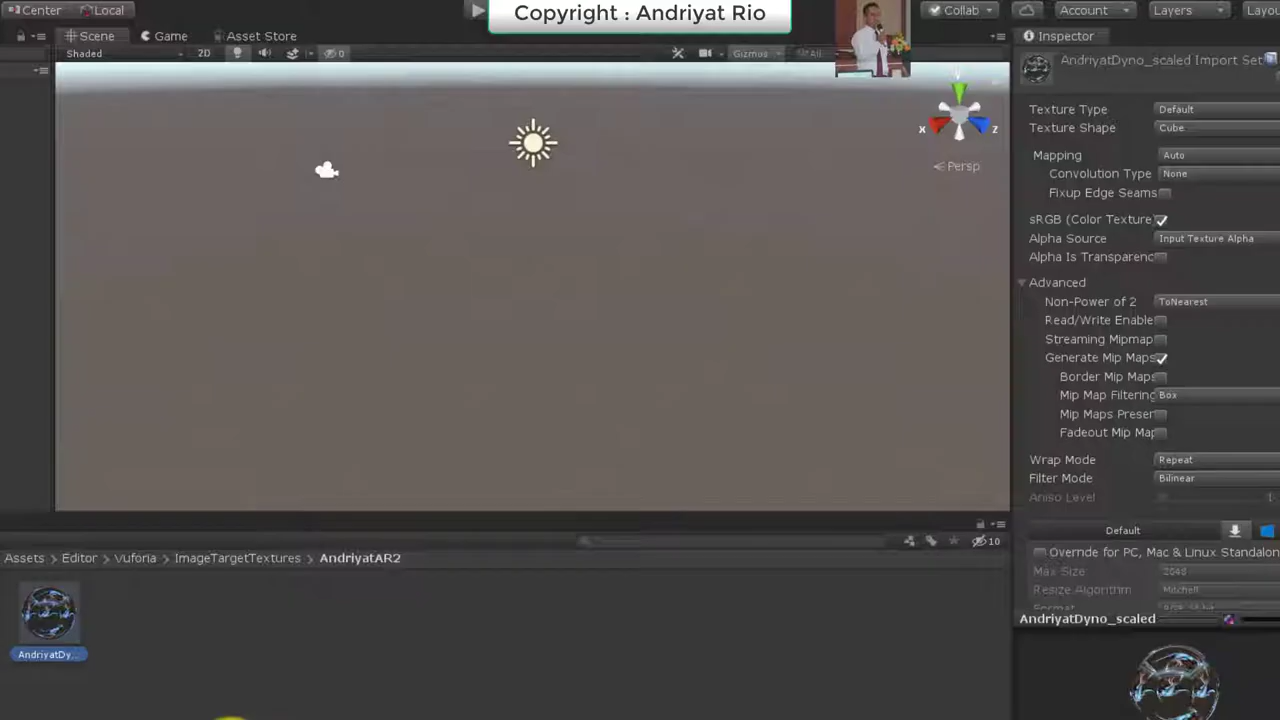 Center Local
Copyright : Andriyat Rio
Collab Account Layers Layou
Scene Game Asset Store
Inspector
Shaded 2D 0 Gizmos All
AndriyatDyno_scaled Import Set
Y
X Z
Persp
Texture Type Default
Texture Shape Cube
Mapping Auto
Convolution Type None
Fixup Edge Seams
sRGB (Color Texture)
Alpha Source Input Texture Alpha
Alpha Is Transparenc
Advanced
Non-Power of 2 ToNearest
Read/Write Enable
Streaming Mipmap
Generate Mip Maps
Border Mip Maps
Mip Map Filtering Box
Mip Maps Preser
Fadeout Mip Map
Wrap Mode Repeat
Filter Mode Bilinear
Aniso Level 1
Default
Override for PC, Mac & Linux Standalon
Max Size 2048
Resize Algorithm Mitchell
Format
AndriyatDyno_scaled
10
Assets > Editor > Vuforia > ImageTargetTextures > AndriyatAR2
AndriyatDy...